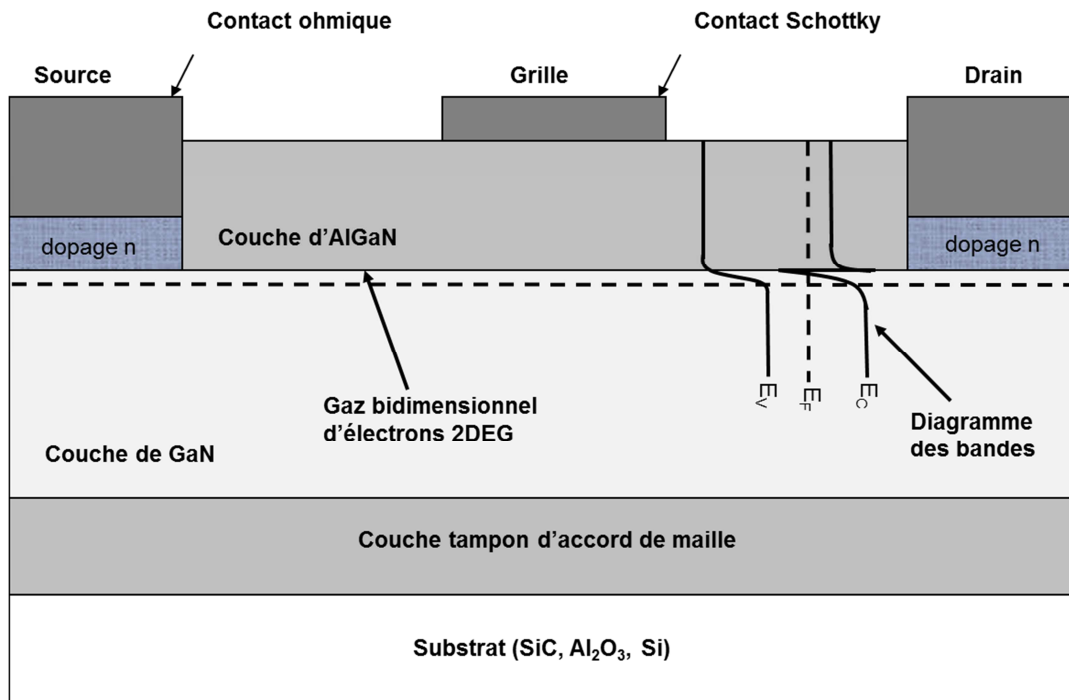 Contact ohmique
Contact Schottky
Source
Grille
Drain
dopage n
Couche d'AlGaN
dopage n
Gaz bidimensionnel
d'électrons 2DEG
E_V
E_F
E_C
Diagramme
des bandes
Couche de GaN
Couche tampon d'accord de maille
Substrat (SiC, Al₂O₃, Si)